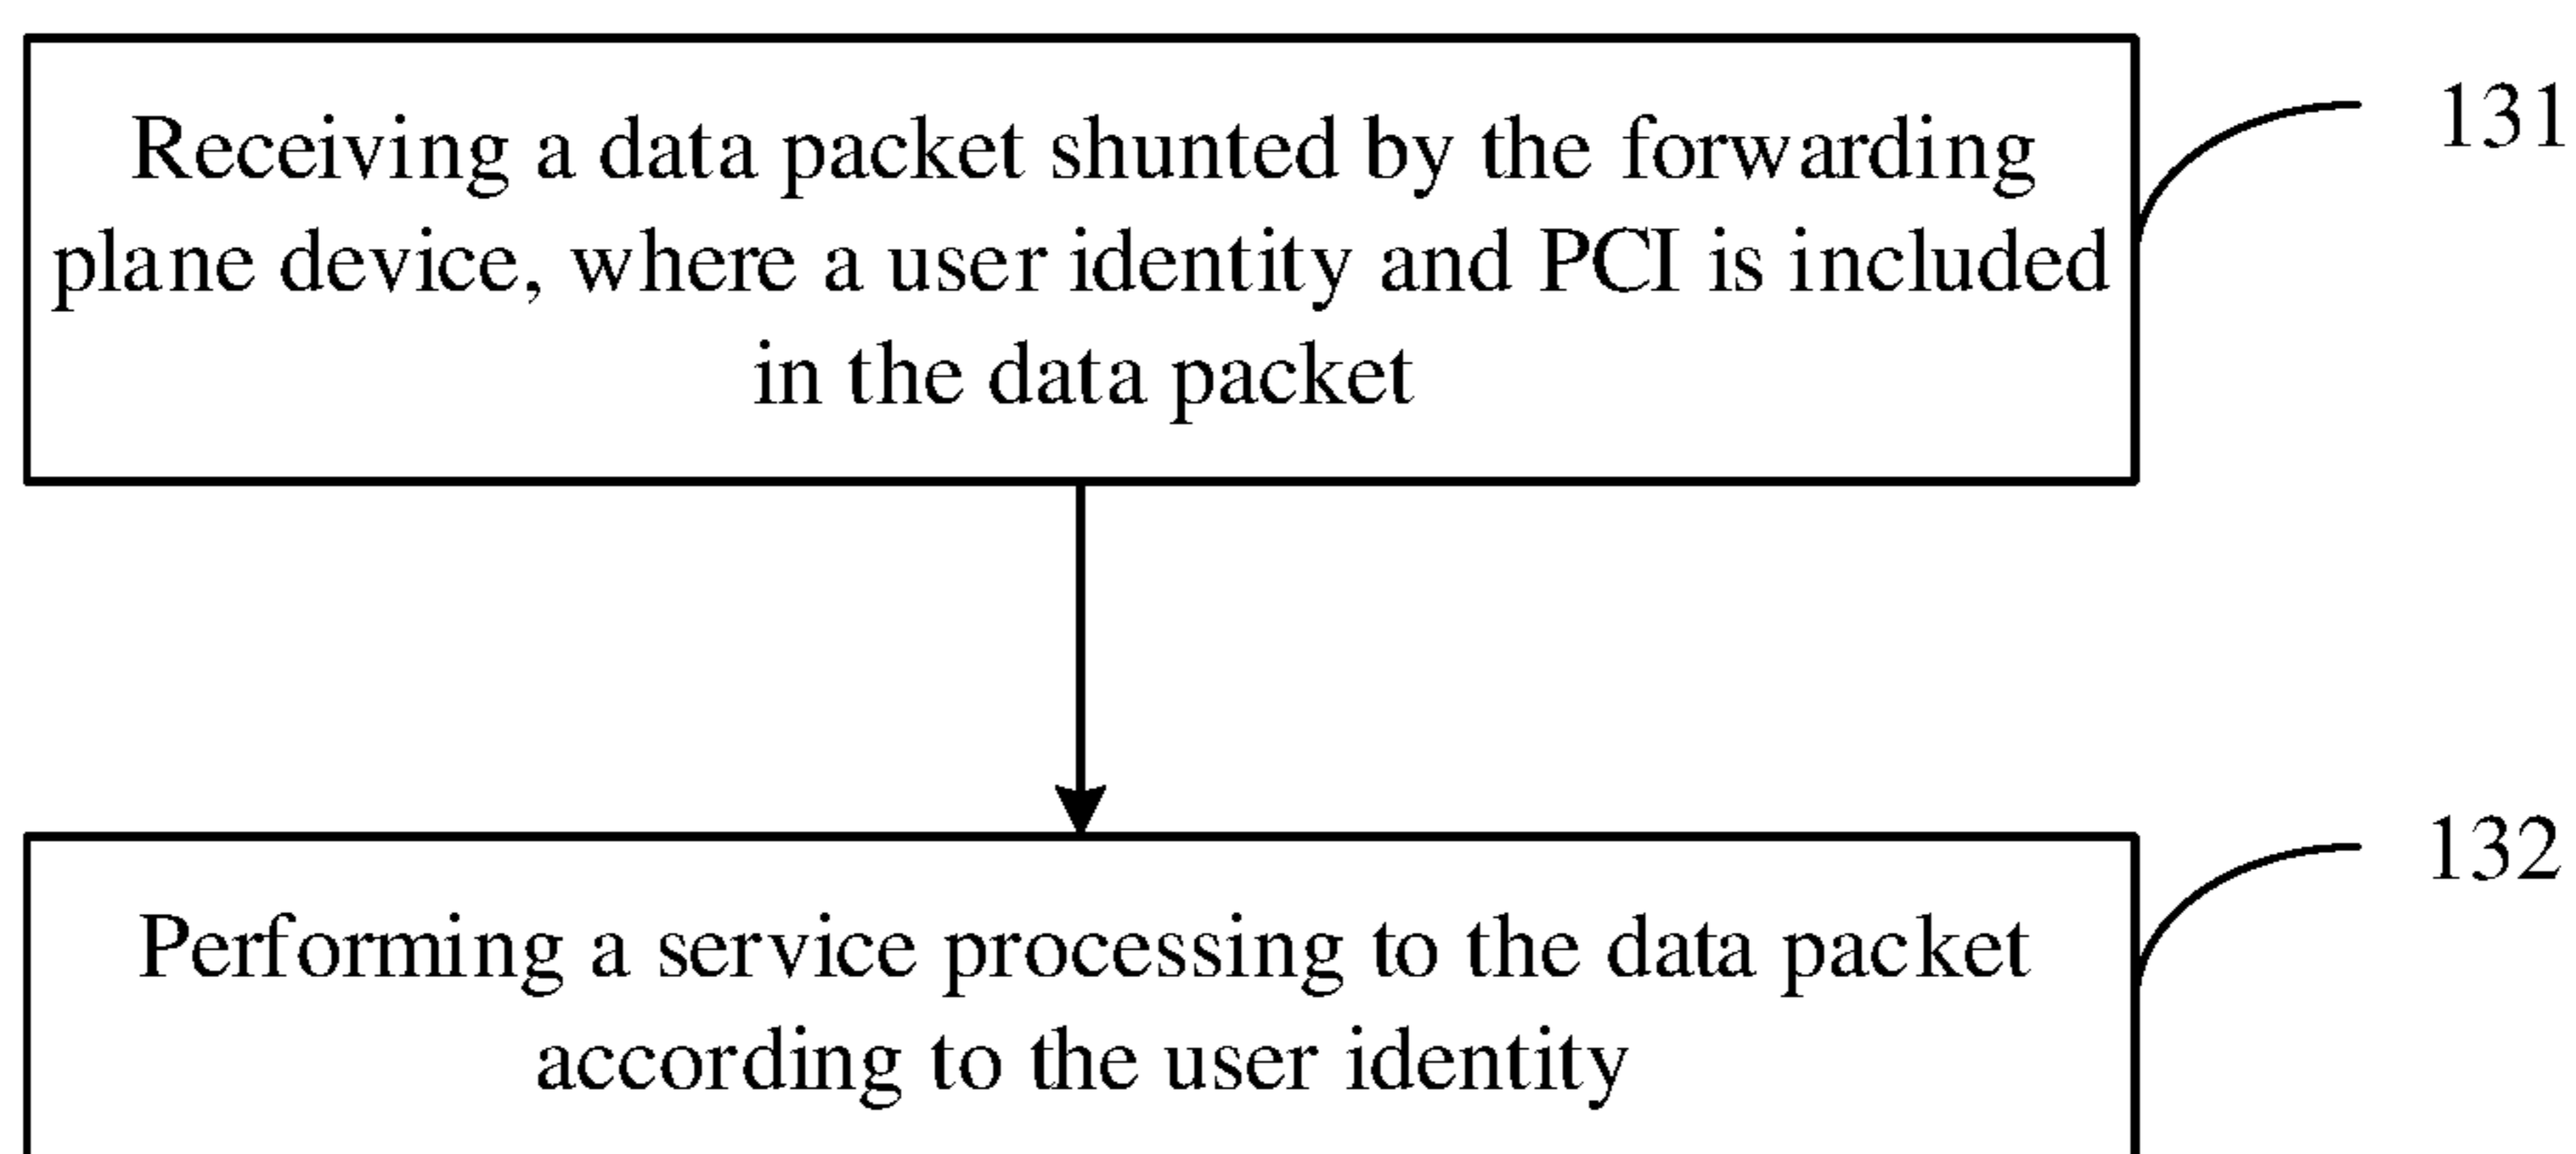 Receiving a data packet shunted by the forwarding
plane device, where a user identity and PCI is included
in the data packet
131
Performing a service processing to the data packet
according to the user identity
132